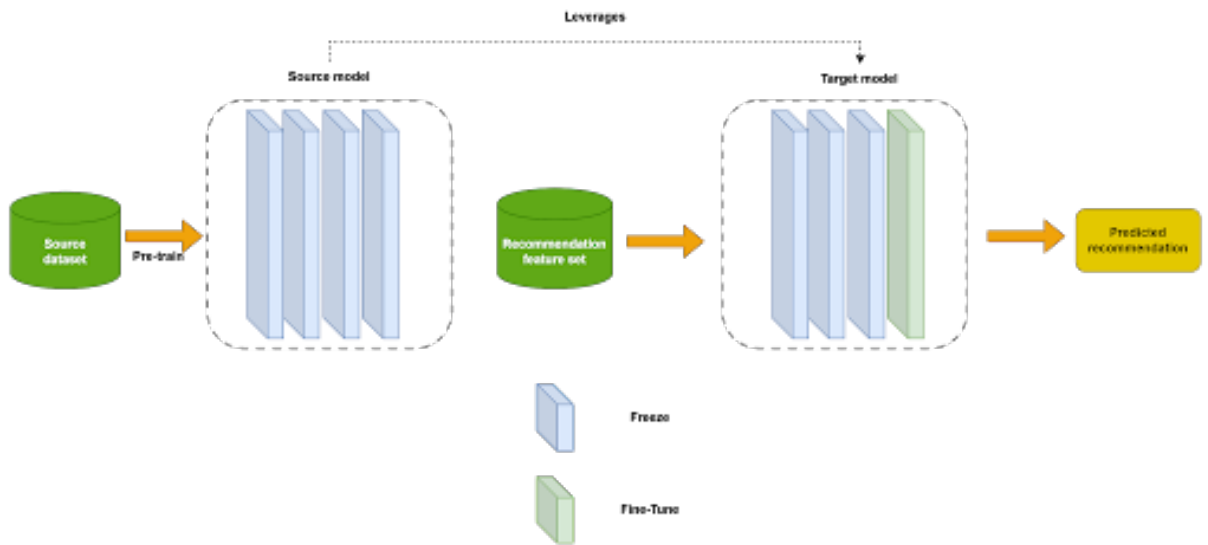 Leverages
Source model
Target model
Source
dataset
Pre-train
Recommendation
feature set
Predicted
recommendation
Freeze
Fine-Tune